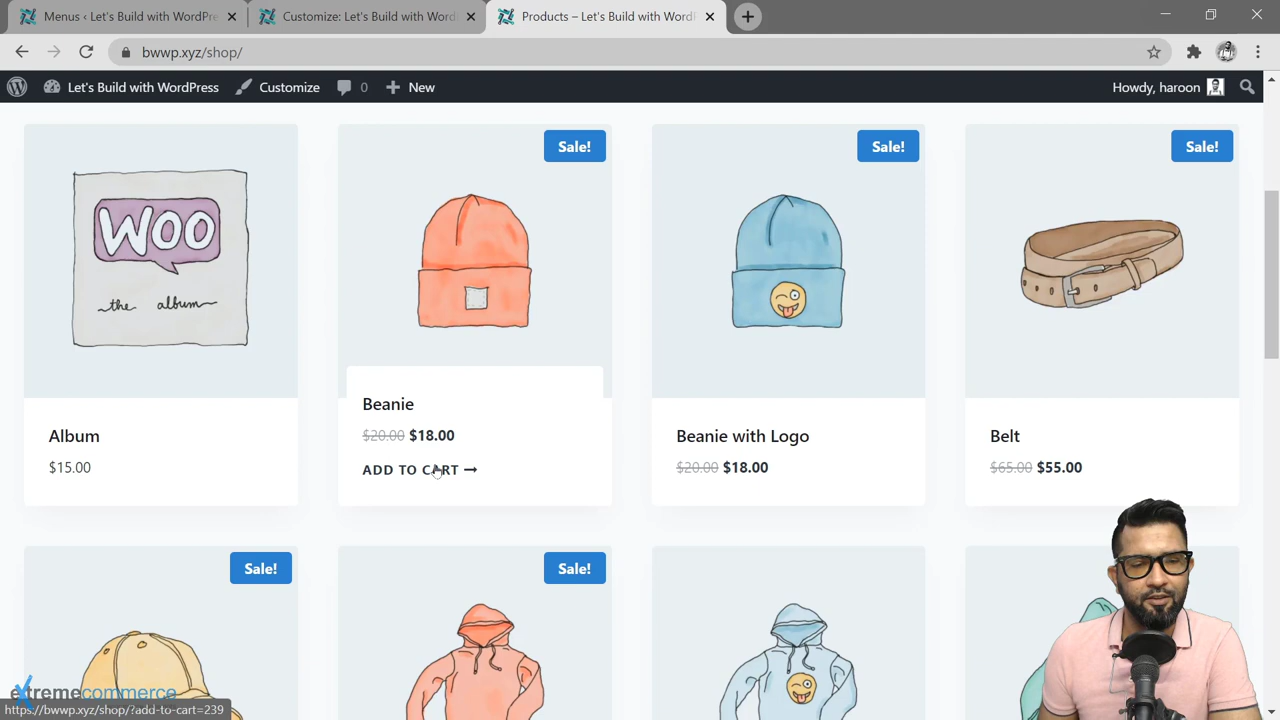 Menus ‹ Let's Build with WordPre
Customize: Let's Build with Word
Products – Let's Build with Word
bwwp.xyz/shop/
Let's Build with WordPress
Customize
0
New
Howdy, haroon
Sale!
Sale!
Sale!
WOO
the album
Beanie
$20.00 $18.00
ADD TO CART
Album
$15.00
Beanie with Logo
$20.00 $18.00
Belt
$65.00 $55.00
Sale!
Sale!
extremecommerce
https://bwwp.xyz/shop/?add-to-cart=239